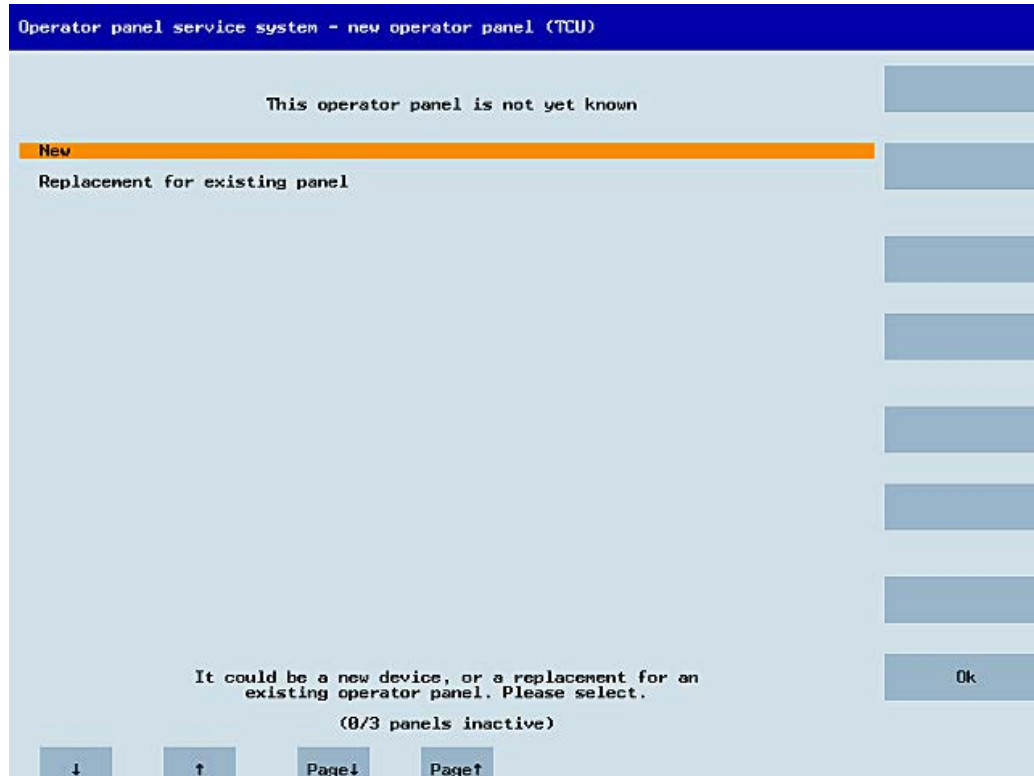 Operator panel service system - new operator panel (TCU)
This operator panel is not yet known
New
Replacement for existing panel
It could be a new device, or a replacement for an
existing operator panel. Please select.
(0/3 panels inactive)
Ok
↓ ↑ Page↓ Page↑